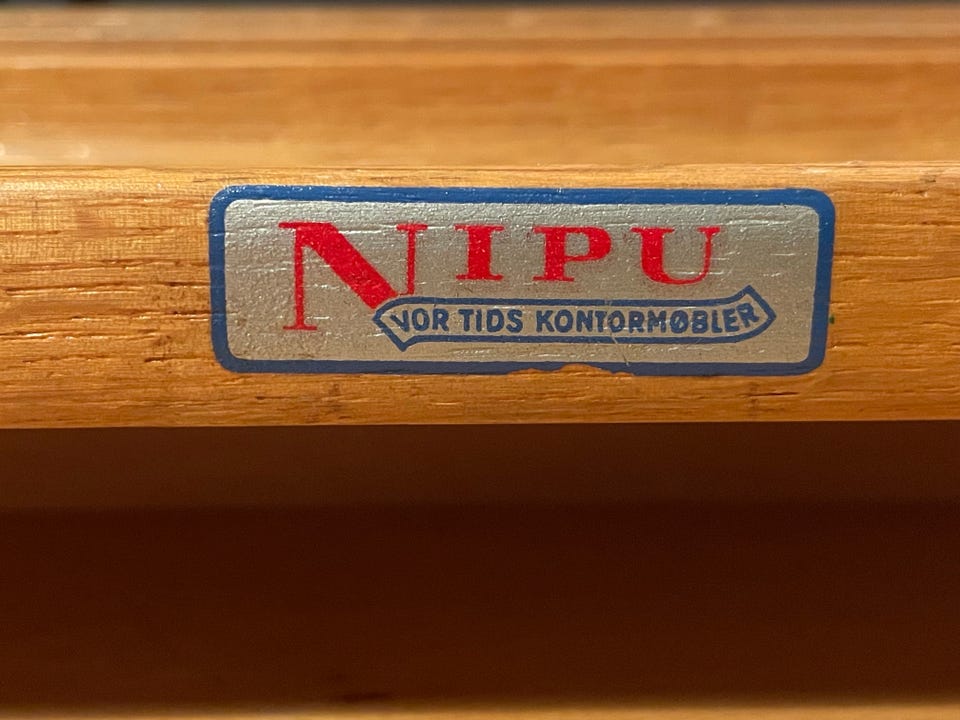 NIPU
VOR TIDS KONTORMØBLER